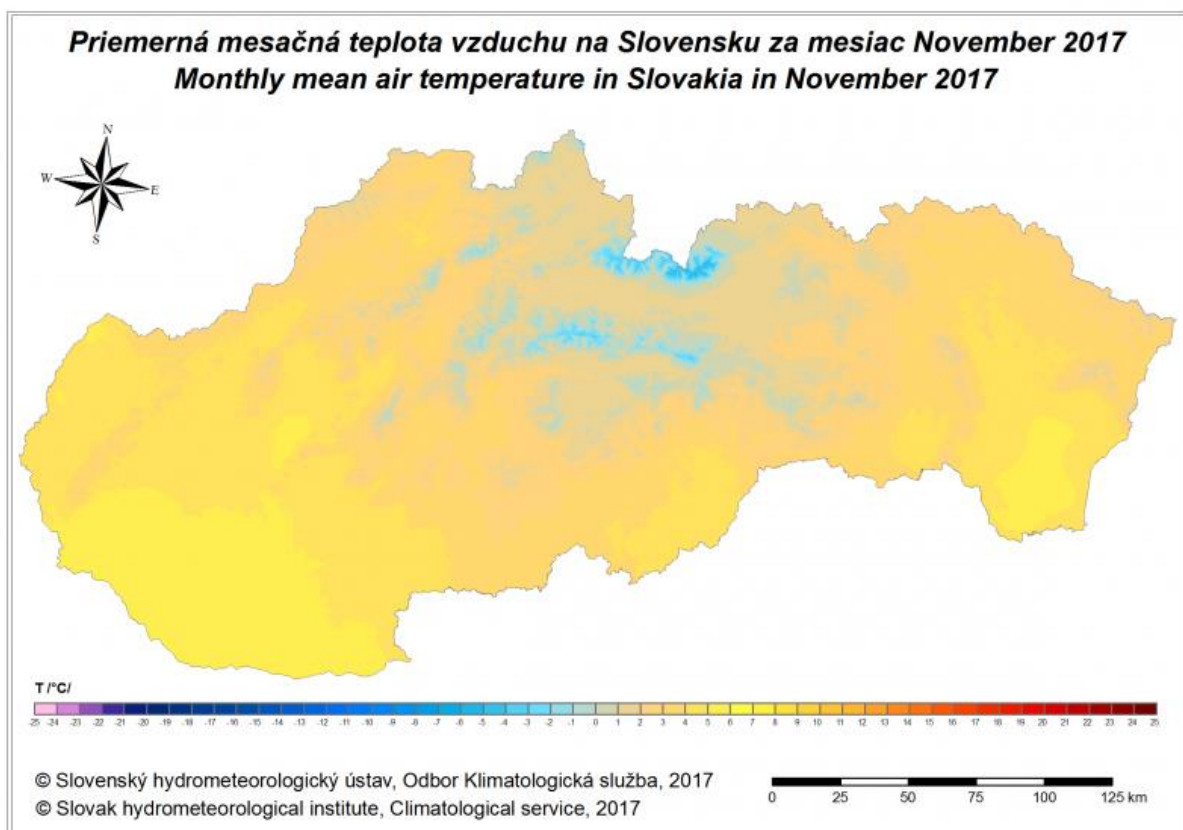 Priemerná mesačná teplota vzduchu na Slovensku za mesiac November 2017
Monthly mean air temperature in Slovakia in November 2017
N
W E
S
T /°C/
-25 -24 -23 -22 -21 -20 -19 -18 -17 -16 -15 -14 -13 -12 -11 -10 -9 -8 -7 -6 -5 -4 -3 -2 -1 0 1 2 3 4 5 6 7 8 9 10 11 12 13 14 15 16 17 18 19 20 21 22 23 24 25
© Slovenský hydrometeorologický ústav, Odbor Klimatologická služba, 2017
© Slovak hydrometeorological institute, Climatological service, 2017
0 25 50 75 100 125 km